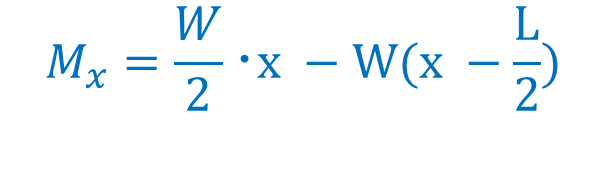 M_x = W/2 · x − W(x − L/2)